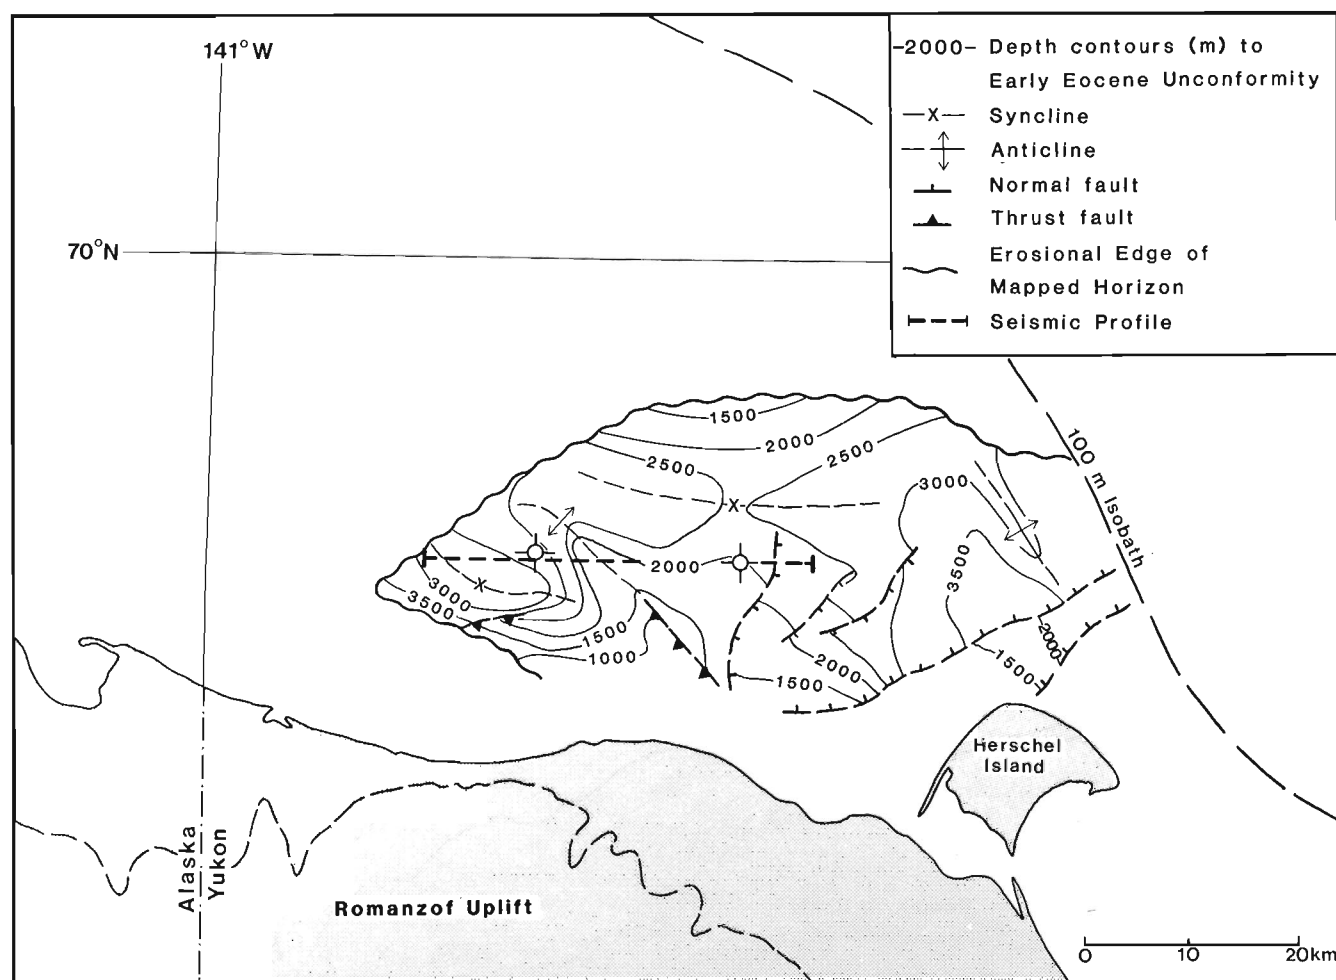 141°W
-2000- Depth contours (m) to
Early Eocene Unconformity
—X— Syncline
Anticline
Normal fault
Thrust fault
Erosional Edge of
Mapped Horizon
Seismic Profile
70°N
1500
2000
2500
2500
3000
X
100 m Isobath
3500
2000
X
3000
3500
1500
1000
2000
1500
2000
1500
Herschel
Island
Alaska
Yukon
Romanzof Uplift
0 10 20km